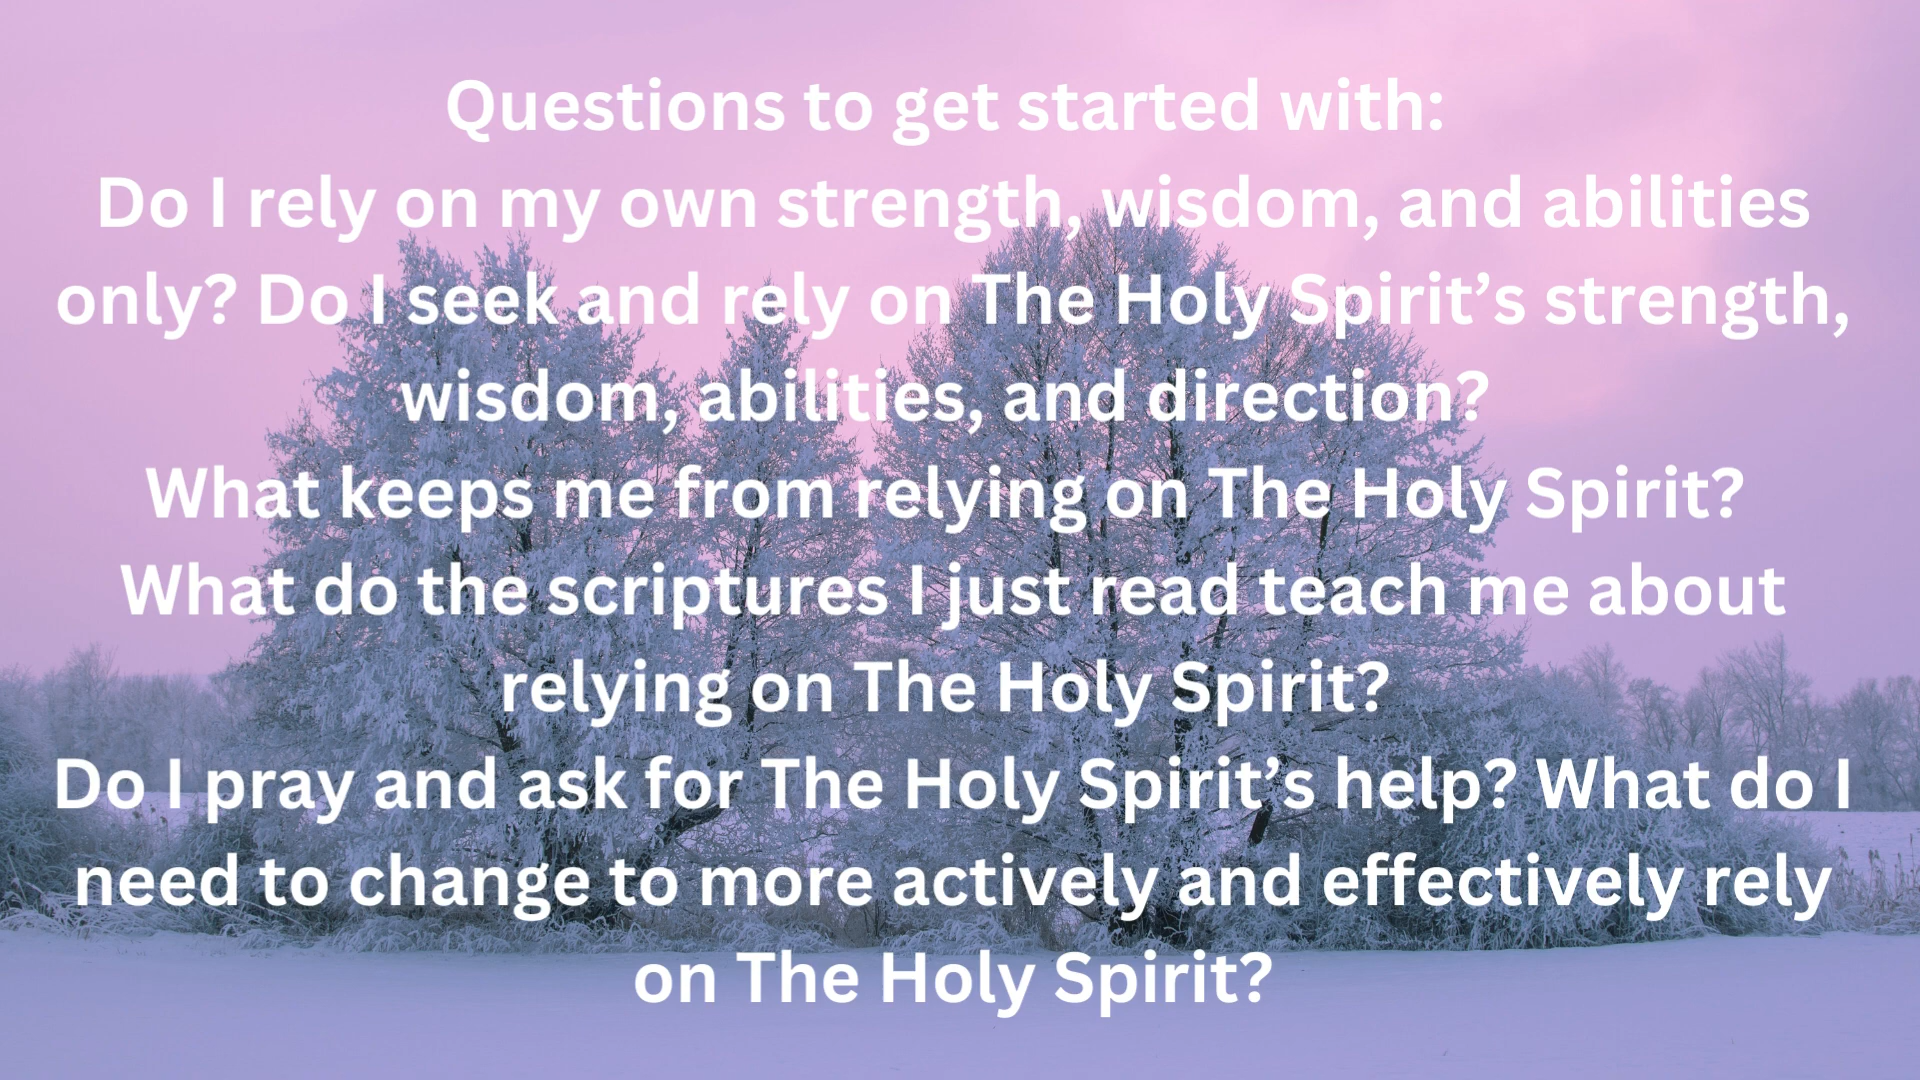 Questions to get started with:
Do I rely on my own strength, wisdom, and abilities
only? Do I seek and rely on The Holy Spirit’s strength,
wisdom, abilities, and direction?
What keeps me from relying on The Holy Spirit?
What do the scriptures I just read teach me about
relying on The Holy Spirit?
Do I pray and ask for The Holy Spirit’s help? What do I
need to change to more actively and effectively rely
on The Holy Spirit?